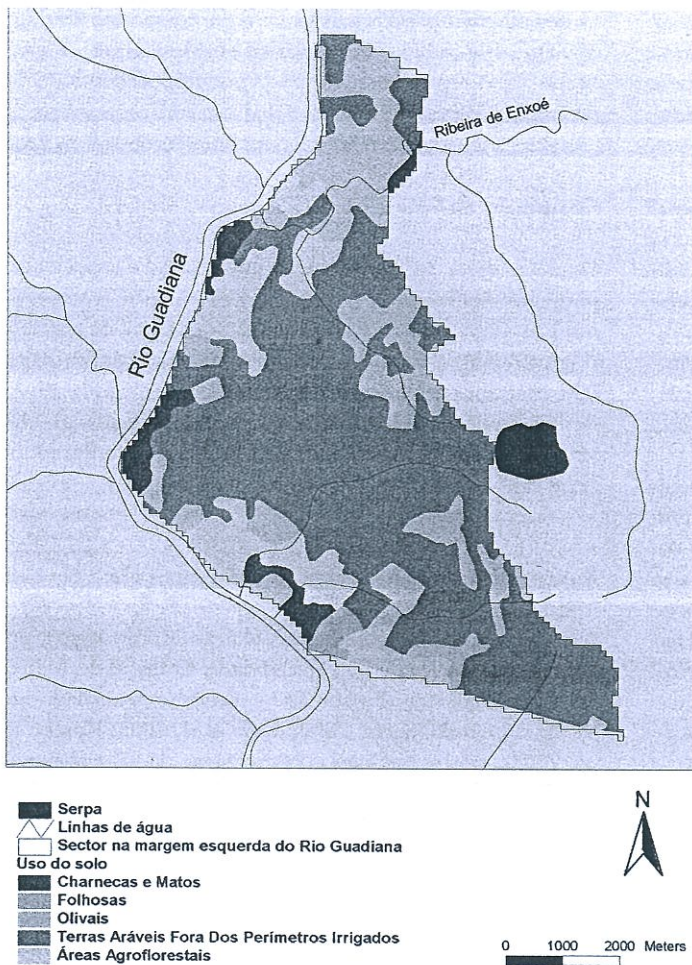 Ribeira de Enxoé
Rio Guadiana
Serpa
Linhas de água
Sector na margem esquerda do Rio Guadiana
Uso do solo
Charnecas e Matos
Folhosas
Olivais
Terras Aráveis Fora Dos Perímetros Irrigados
Áreas Agroflorestais
N
0 1000 2000 Meters